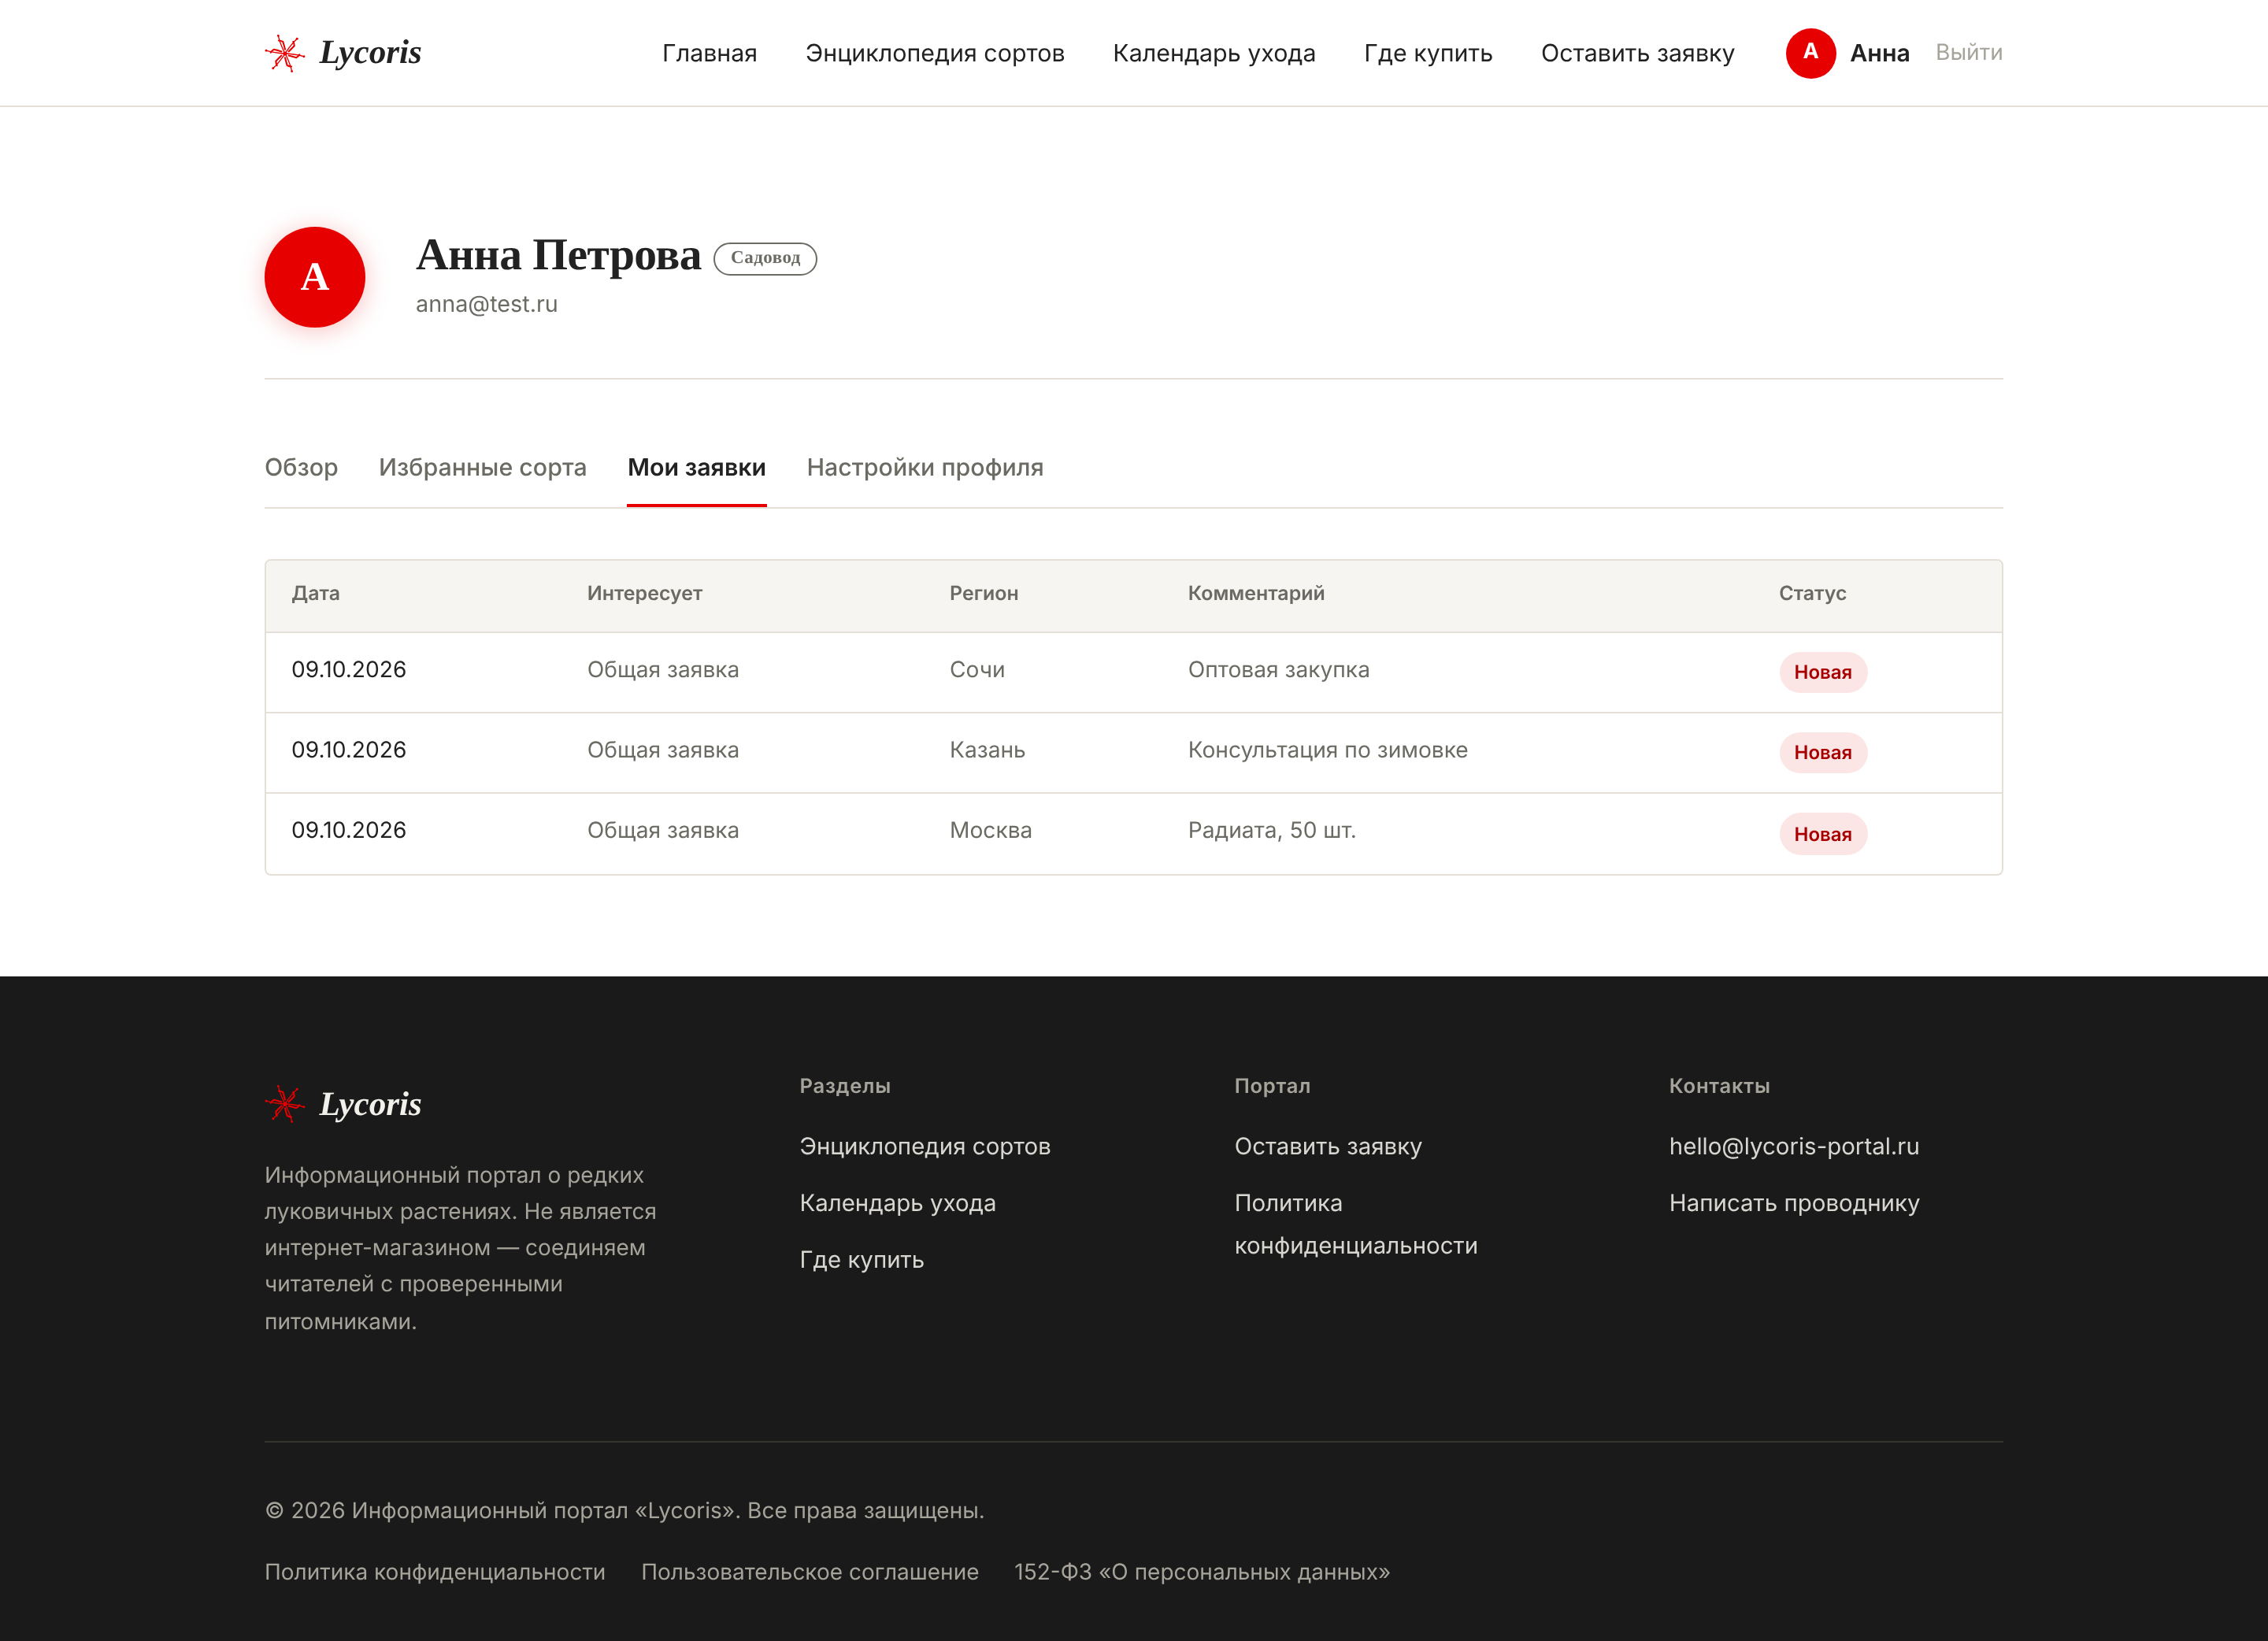 Lycoris
Главная Энциклопедия сортов Календарь ухода Где купить Оставить заявку А Анна Выйти
А
Анна Петрова Садовод
anna@test.ru
Обзор Избранные сорта Мои заявки Настройки профиля
Дата Интересует Регион Комментарий Статус
09.10.2026 Общая заявка Сочи Оптовая закупка Новая
09.10.2026 Общая заявка Казань Консультация по зимовке Новая
09.10.2026 Общая заявка Москва Радиата, 50 шт. Новая
Lycoris
Информационный портал о редких
луковичных растениях. Не является
интернет-магазином — соединяем
читателей с проверенными
питомниками.
Разделы
Энциклопедия сортов
Календарь ухода
Где купить
Портал
Оставить заявку
Политика
конфиденциальности
Контакты
hello@lycoris-portal.ru
Написать проводнику
© 2026 Информационный портал «Lycoris». Все права защищены.
Политика конфиденциальности Пользовательское соглашение 152-ФЗ «О персональных данных»